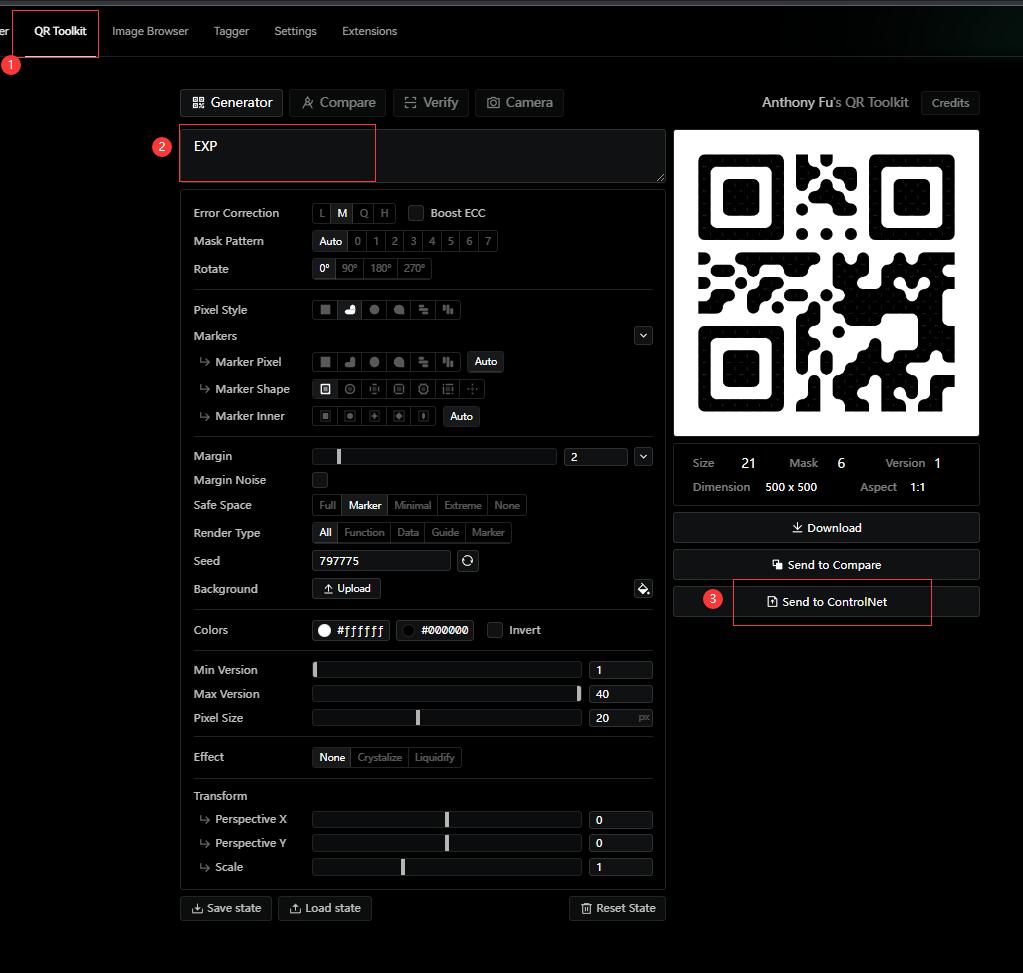 er QR Toolkit Image Browser Tagger Settings Extensions
1
Generator Compare Verify Camera
Anthony Fu's QR Toolkit Credits
2
EXP
Error Correction L M Q H Boost ECC
Mask Pattern Auto 0 1 2 3 4 5 6 7
Rotate 0° 90° 180° 270°
Pixel Style
Markers
Marker Pixel Auto
Marker Shape
Marker Inner Auto
Margin 2
Margin Noise
Safe Space Full Marker Minimal Extreme None
Render Type All Function Data Guide Marker
Seed 797775
Background Upload
Colors #ffffff #000000 Invert
Min Version 1
Max Version 40
Pixel Size 20 px
Effect None Crystalize Liquidify
Transform
Perspective X 0
Perspective Y 0
Scale 1
Save state Load state Reset State
Size 21 Mask 6 Version 1
Dimension 500 x 500 Aspect 1:1
Download
Send to Compare
3
Send to ControlNet